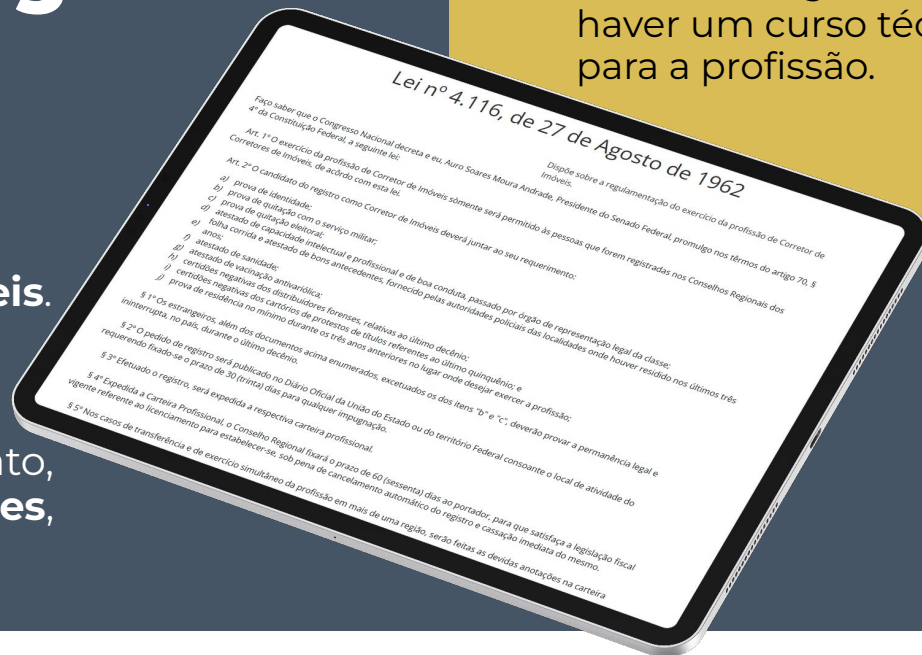 g
haver um curso téc
para a profissão.
eis.
nto,
es,
Lei nº 4.116, de 27 de Agosto de 1962
Dispõe sobre a regulamentação do exercício da profissão de Corretor de
Imóveis.
Faço saber que o Congresso Nacional decreta e eu, Auro Soares Moura Andrade, Presidente do Senado Federal, promulgo nos têrmos do artigo 70, §
4º da Constituição Federal, a seguinte lei:
Art. 1º O exercício da profissão de Corretor de Imóveis sòmente será permitido às pessoas que forem registradas nos Conselhos Regionais dos
Corretores de Imóveis, de acôrdo com esta lei.
Art. 2º O candidato do registro como Corretor de Imóveis deverá juntar ao seu requerimento:
a) prova de identidade;
b) prova de quitação com o serviço militar;
c) prova de quitação eleitoral;
d) atestado de capacidade intelectual e profissional e de boa conduta, passado por órgão de representação legal da classe;
e) folha corrida e atestado de bons antecedentes, fornecido pelas autoridades policiais das localidades onde houver residido nos últimos três
anos;
f) atestado de sanidade;
g) atestado de vacinação antivariólica;
h) certidões negativas dos distribuidores forenses, relativas ao último decênio;
i) certidões negativas dos cartórios de protestos de títulos referentes ao último quinquênio; e
j) prova de residência no mínimo durante os três anos anteriores no lugar onde desejar exercer a profissão;
§ 1º Os estrangeiros, além dos documentos acima enumerados, excetuados os dos itens "b" e "c", deverão provar a permanência legal e
ininterrupta, no país, durante o último decênio.
§ 2º O pedido de registro será publicado no Diário Oficial da União do Estado ou do território Federal consoante o local de atividade do
requerendo fixado-se o prazo de 30 (trinta) dias para qualquer impugnação.
§ 3º Efetuado o registro, será expedida a respectiva carteira profissional.
§ 4º Expedida a Carteira Profissional, o Conselho Regional fixará o prazo de 60 (sessenta) dias ao portador, para que satisfaça a legislação fiscal
vigente referente ao licenciamento para estabelecer-se, sob pena de cancelamento automático do registro e cassação imediata do mesmo.
§ 5º Nos casos de transferência e de exercício simultâneo da profissão em mais de uma região, serão feitas as devidas anotações na carteira